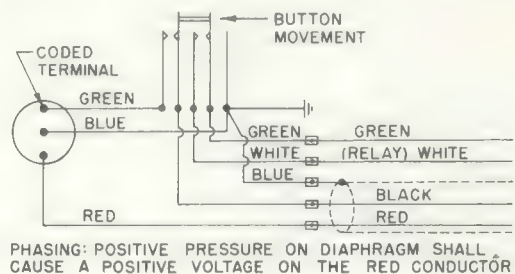 BUTTON
MOVEMENT
CODED
TERMINAL
GREEN
BLUE
GREEN GREEN
WHITE (RELAY) WHITE
BLUE
BLACK
RED RED
PHASING: POSITIVE PRESSURE ON DIAPHRAGM SHALL
CAUSE A POSITIVE VOLTAGE ON THE RED CONDUCTOR